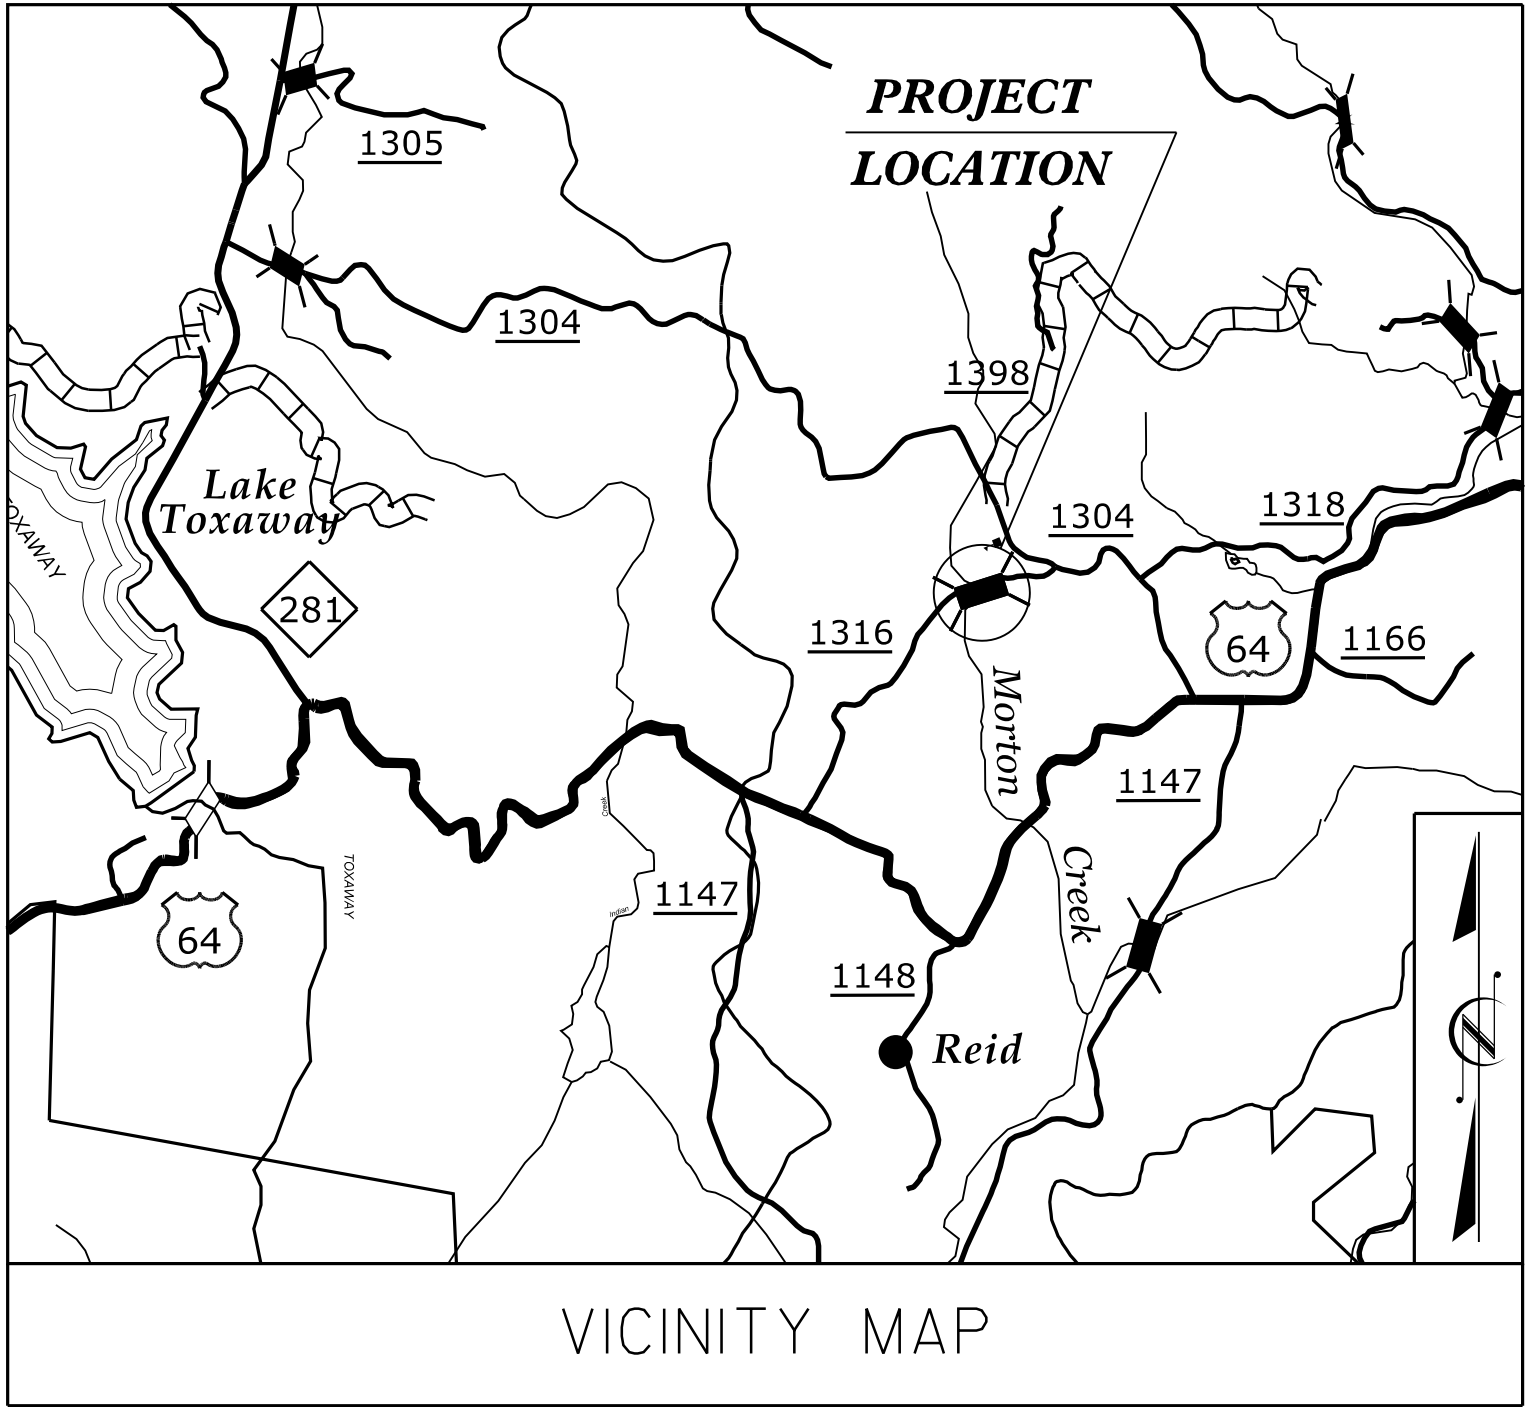 PROJECT
LOCATION
1305
1304
1398
Lake
Toxaway
TOXAWAY
1304
1318
281
1316
64
1166
Morton
1147
Creek
TOXAWAY
1147
Indian
Creek
64
1148
Reid
N
VICINITY MAP